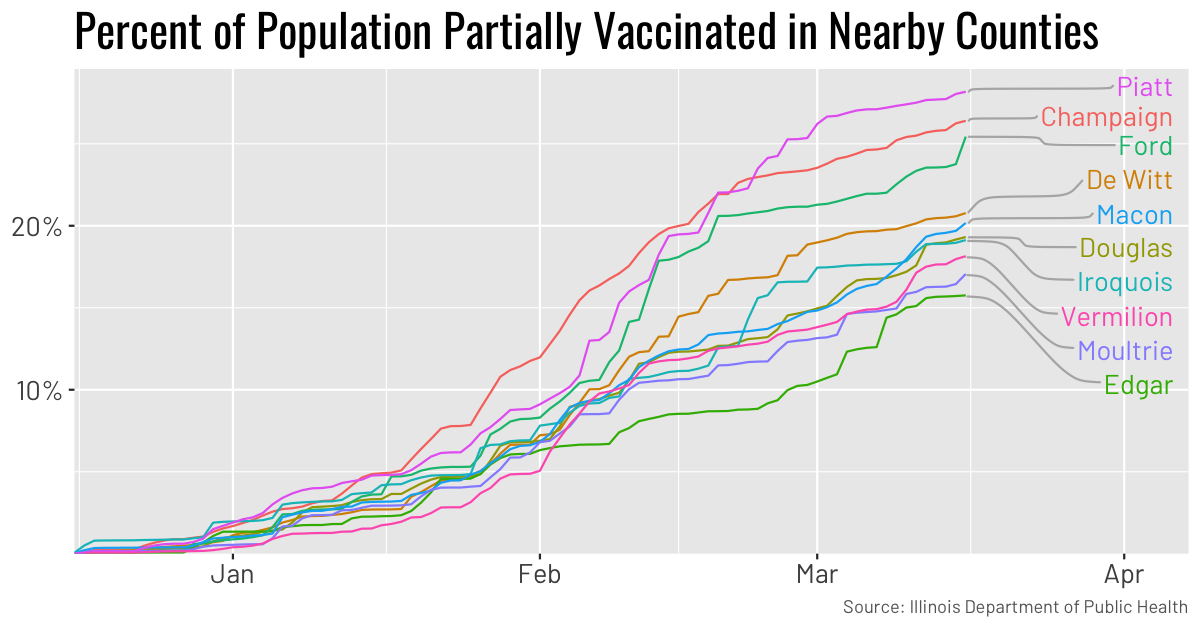 Percent of Population Partially Vaccinated in Nearby Counties
Piatt
Champaign
Ford
De Witt
Macon
Douglas
Iroquois
Vermilion
Moultrie
Edgar
20%
10%
Jan Feb Mar Apr
Source: Illinois Department of Public Health